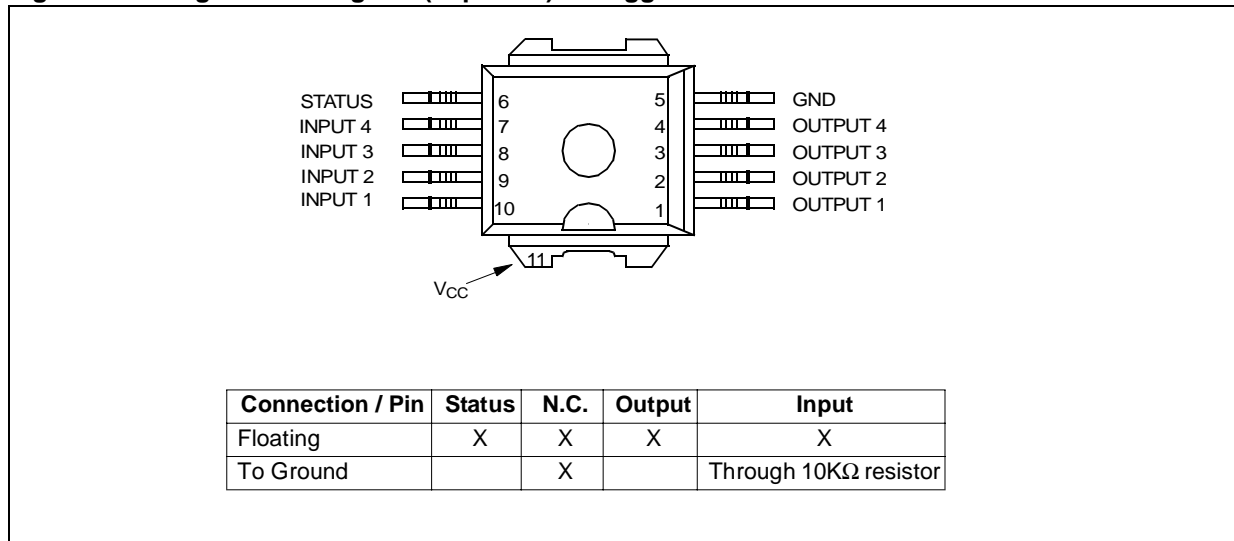 STATUS
INPUT 4
INPUT 3
INPUT 2
INPUT 1
6
7
8
9
10
5
4
3
2
1
GND
OUTPUT 4
OUTPUT 3
OUTPUT 2
OUTPUT 1
11
VCC
Connection / Pin Status N.C. Output Input
Floating X X X X
To Ground X Through 10KΩ resistor